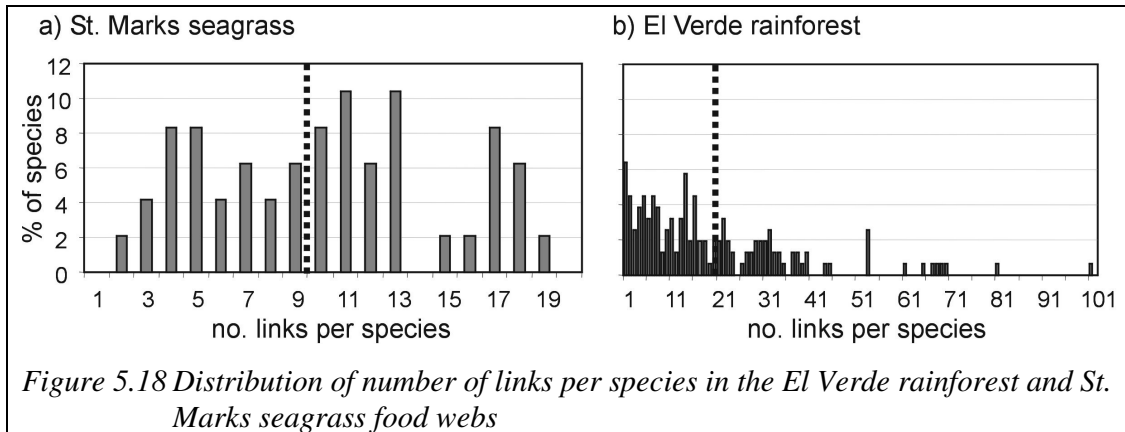 a) St. Marks seagrass
b) El Verde rainforest
% of species
12
10
8
6
4
2
0
1 3 5 7 9 11 13 15 17 19
no. links per species
1 11 21 31 41 51 61 71 81 91 101
no. links per species
Figure 5.18 Distribution of number of links per species in the El Verde rainforest and St.
Marks seagrass food webs